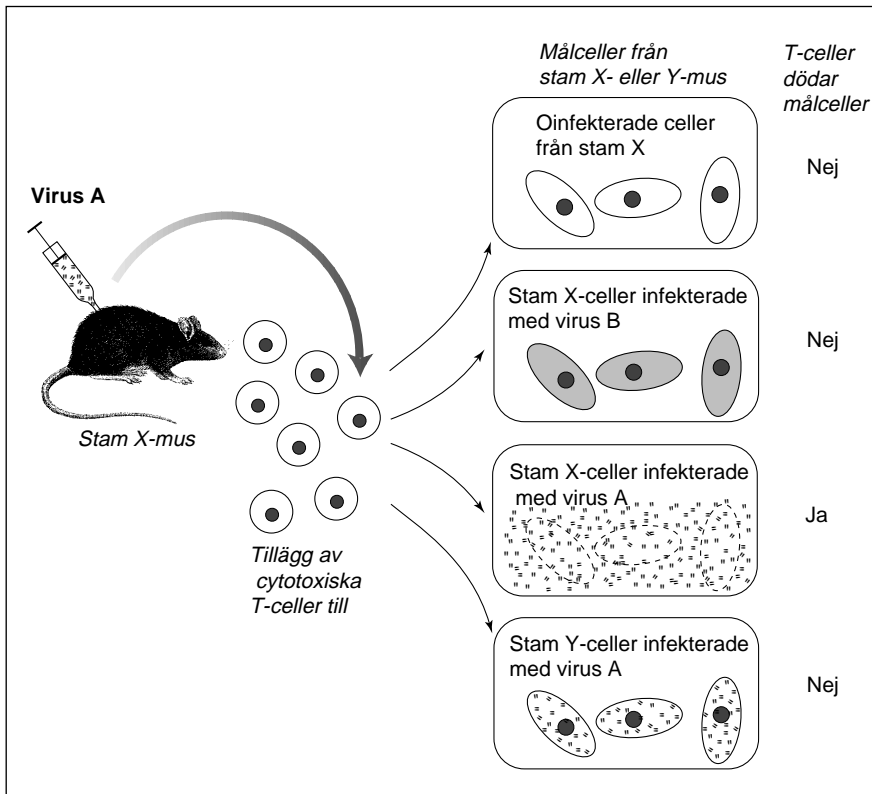 Målceller från
stam X- eller Y-mus
T-celler
dödar
målceller
Oinfekterade celler
från stam X
Nej
Virus A
Stam X-celler infekterade
med virus B
Nej
Stam X-mus
Stam X-celler infekterade
med virus A
Ja
Tillägg av
cytotoxiska
T-celler till
Stam Y-celler infekterade
med virus A
Nej